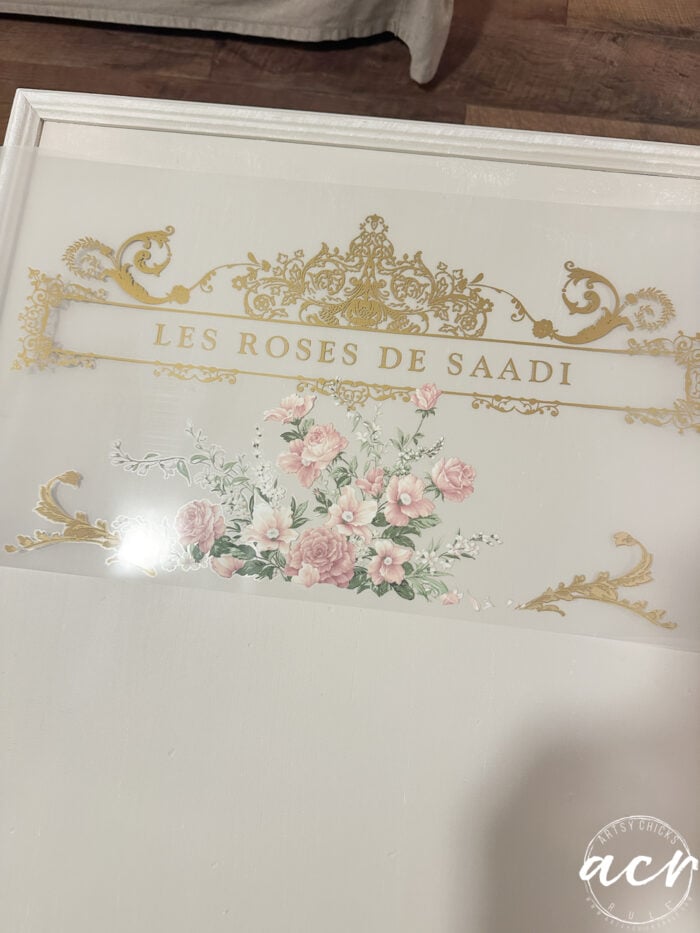 LES ROSES DE SAADI
ARTSY CHICKS
acr
RULE